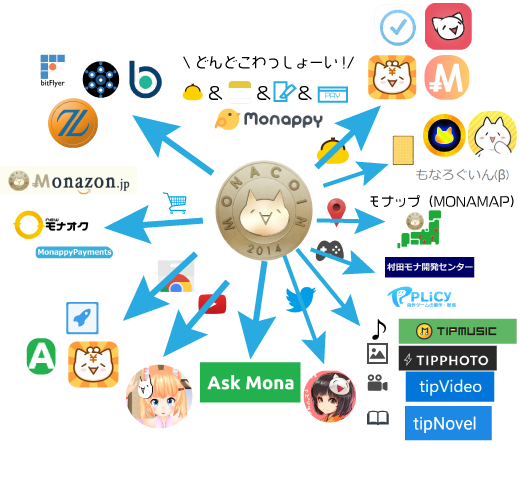 \ どんどこわっしょーい! /
bitFlyer
& & &
PAY
Monappy
もなろぐいん(β)
Monazon.jp
MONACOIN
2014
モナップ（MONAMAP）
new
モナオク
MonappyPayments
村田モナ開発センター
PLiCy
TIPMUSIC
TIPPHOTO
Ask Mona
tipVideo
tipNovel
A